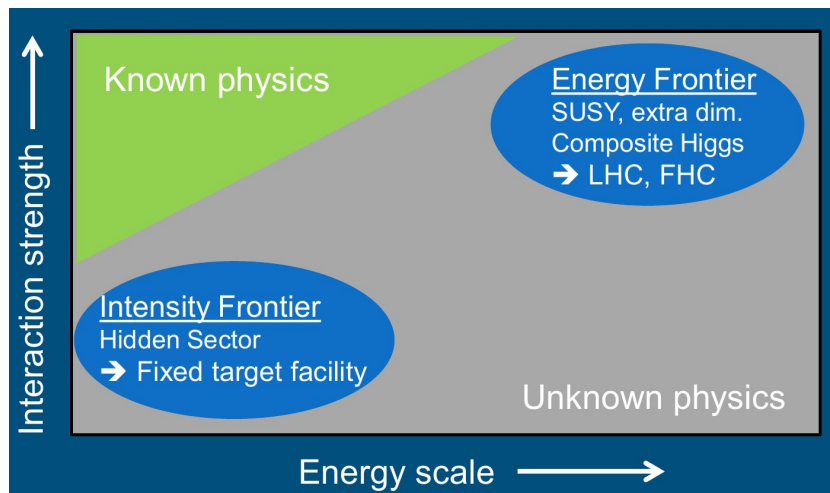 Known physics
Energy Frontier
SUSY, extra dim.
Composite Higgs
➔ LHC, FHC
Interaction strength
Intensity Frontier
Hidden Sector
➔ Fixed target facility
Unknown physics
Energy scale